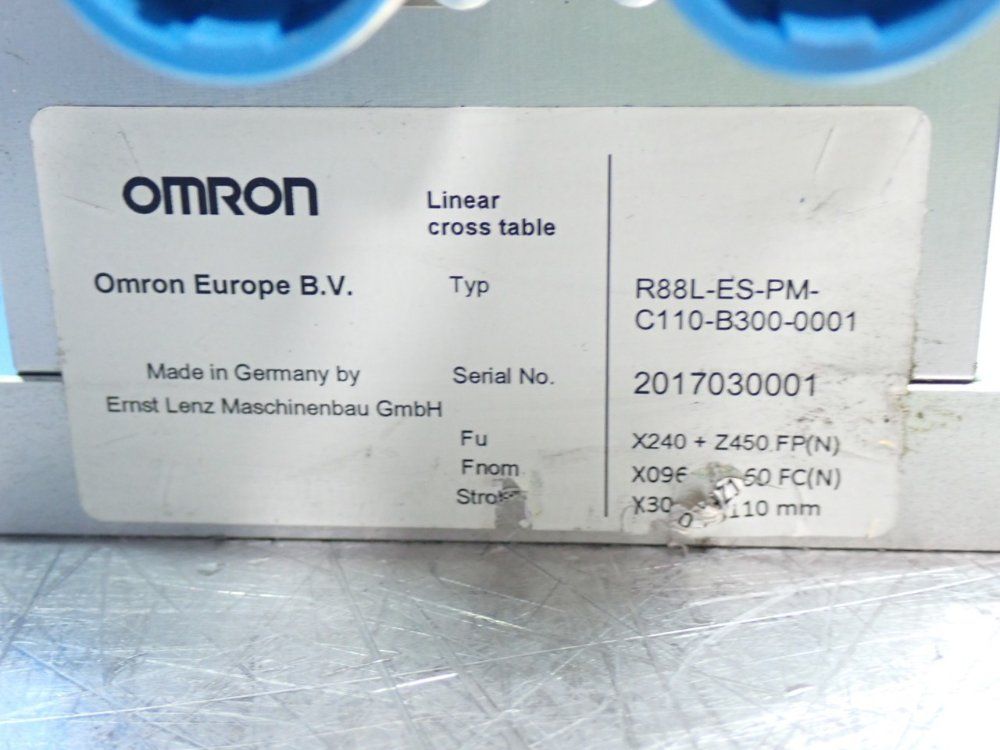 OMRON
Linear
cross table
Omron Europe B.V.
Typ
R88L-ES-PM-
C110-B300-0001
Made in Germany by
Ernst Lenz Maschinenbau GmbH
Serial No.
2017030001
Fu
X240 + Z450 FP(N)
Fnom
FC(N)
110 mm